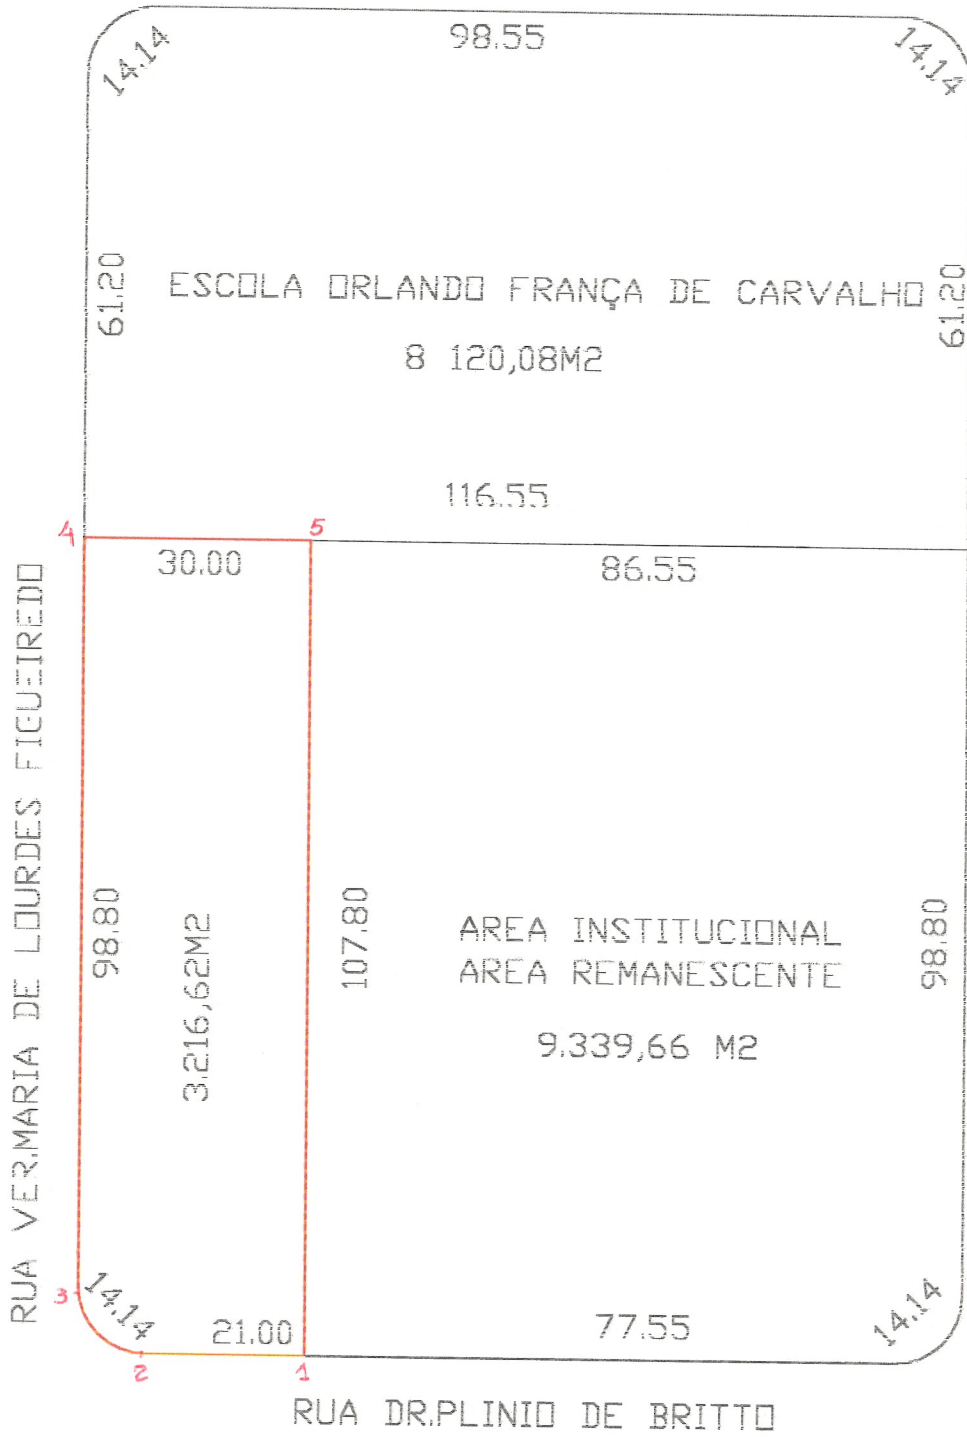 98.55
14.14
14.14
61.20
61.20
ESCOLA ORLANDO FRANÇA DE CARVALHO
8 120,08M2
116.55
4
5
30.00
86.55
RUA VER.MARIA DE LOURDES FIGUEIREDO
98.80
3.216,62M2
107.80
AREA INSTITUCIONAL
AREA REMANESCENTE
9.339,66 M2
98.80
3
14.14
21.00
77.55
14.14
2
1
RUA DR.PLINIO DE BRITTO